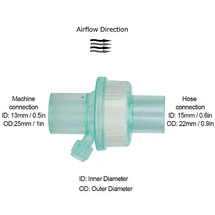 Airflow Direction
Machine
connection
ID: 13mm / 0.5in
OD:25mm / 1in
Hose
connection
ID: 15mm / 0.6in
OD: 22mm / 0.9in
ID: Inner Diameter
OD: Outer Diameter